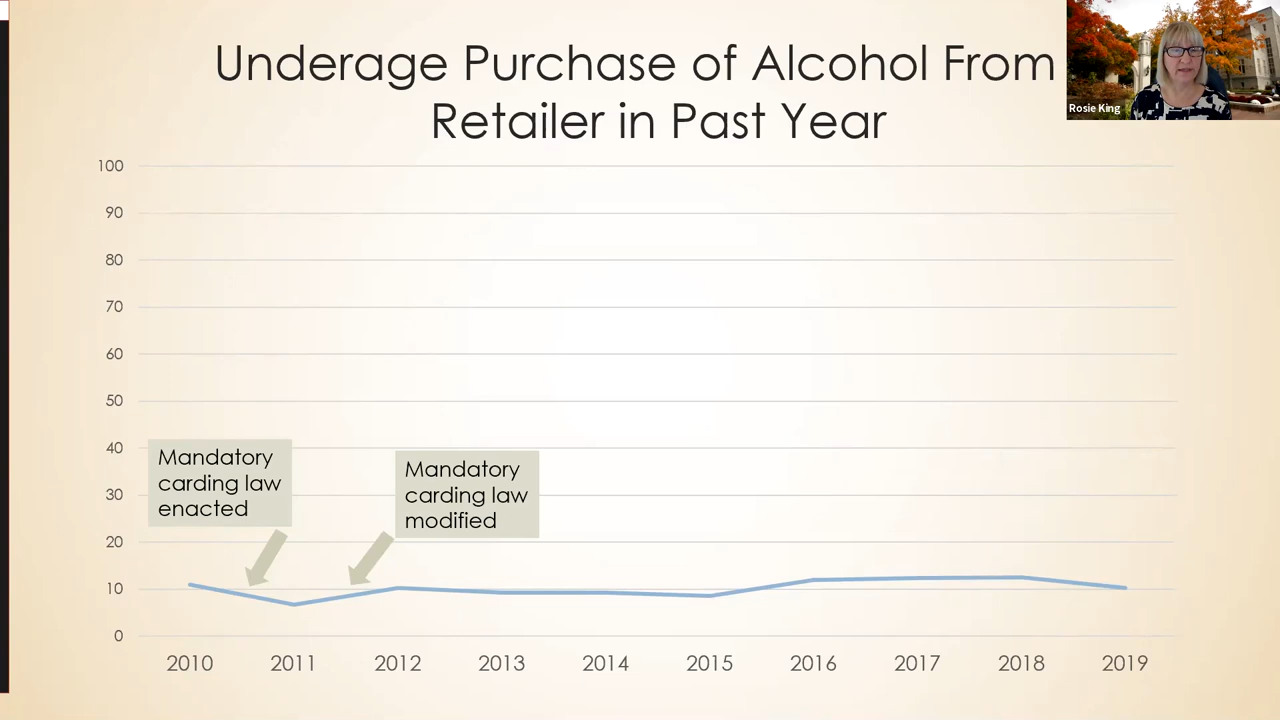 Underage Purchase of Alcohol From
Retailer in Past Year
Rosie King
100
90
80
70
60
50
40
30
20
10
0
Mandatory
carding law
enacted
Mandatory
carding law
modified
2010 2011 2012 2013 2014 2015 2016 2017 2018 2019